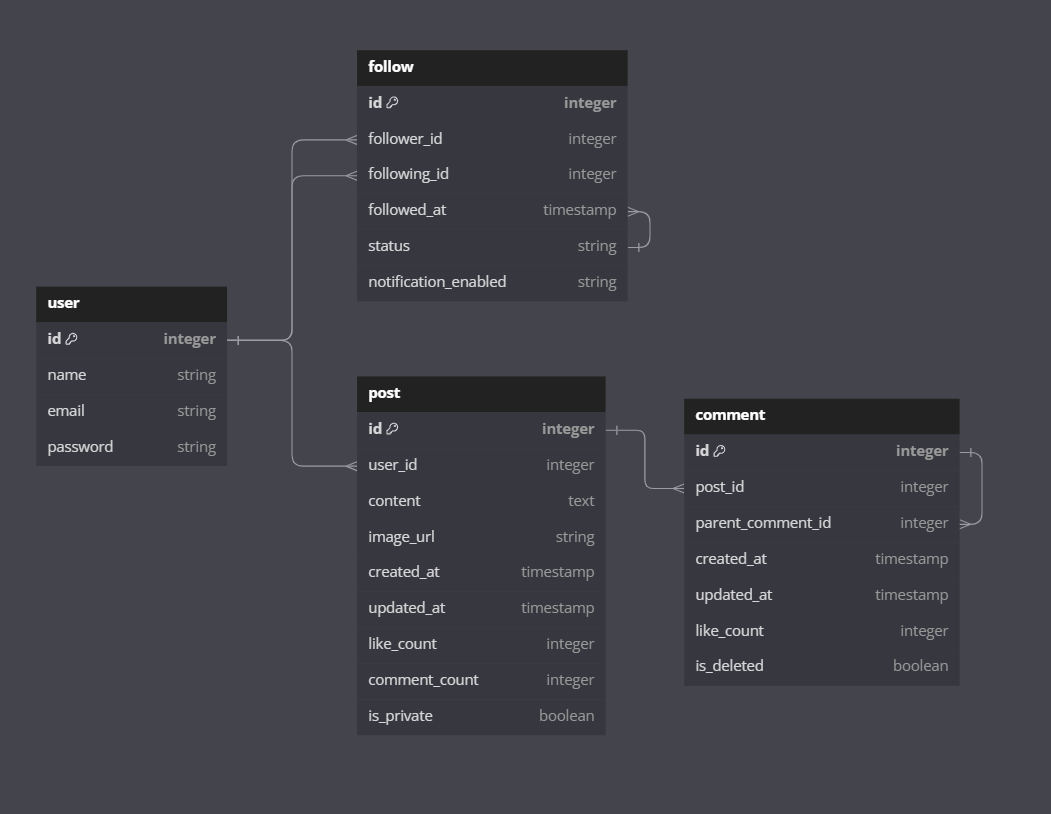 follow
id integer
follower_id integer
following_id integer
followed_at timestamp
status string
notification_enabled string
user
id integer
name string
email string
password string
post
id integer
user_id integer
content text
image_url string
created_at timestamp
updated_at timestamp
like_count integer
comment_count integer
is_private boolean
comment
id integer
post_id integer
parent_comment_id integer
created_at timestamp
updated_at timestamp
like_count integer
is_deleted boolean